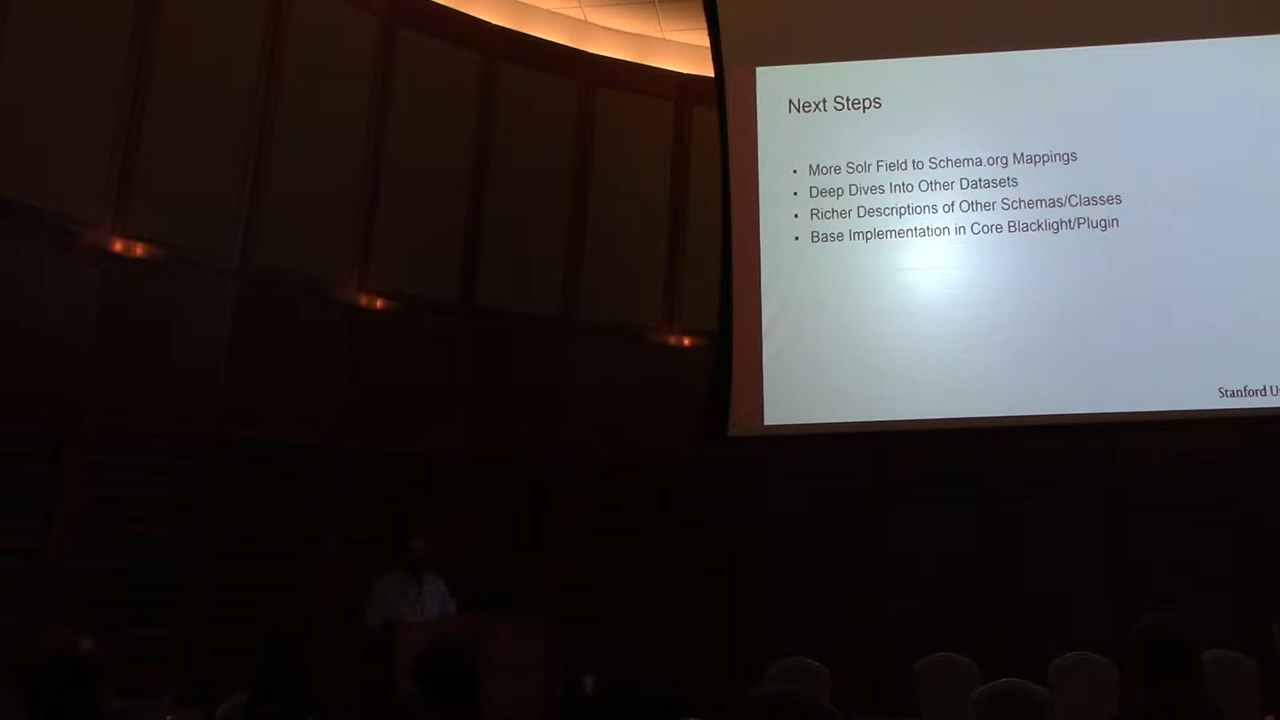 Next Steps
▪ More Solr Field to Schema.org Mappings
▪ Deep Dives Into Other Datasets
▪ Richer Descriptions of Other Schemas/Classes
▪ Base Implementation in Core Blacklight/Plugin
Stanford U